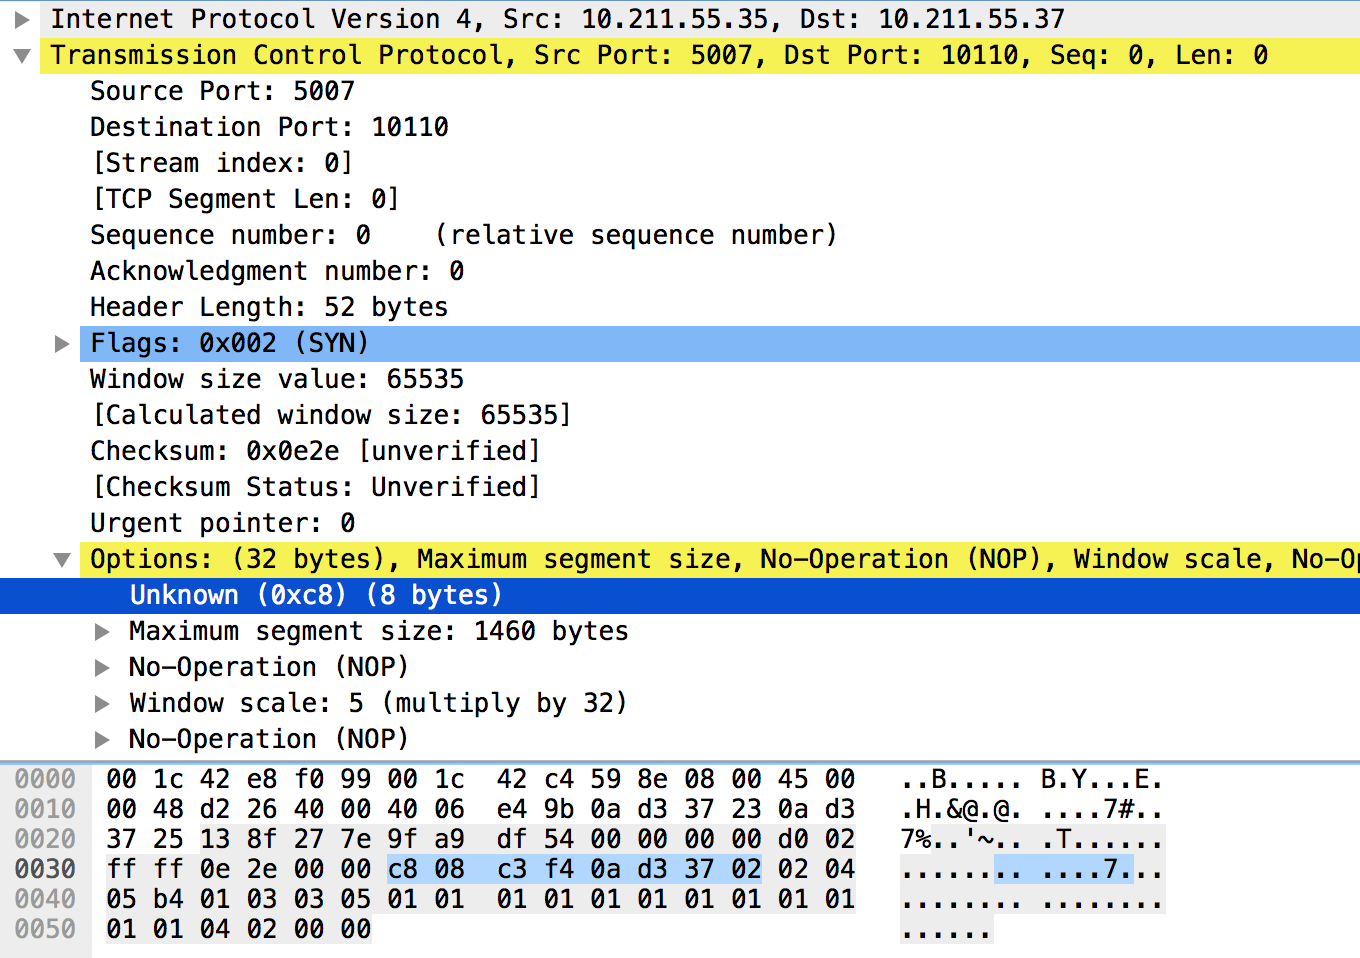 Internet Protocol Version 4, Src: 10.211.55.35, Dst: 10.211.55.37
Transmission Control Protocol, Src Port: 5007, Dst Port: 10110, Seq: 0, Len: 0
Source Port: 5007
Destination Port: 10110
[Stream index: 0]
[TCP Segment Len: 0]
Sequence number: 0    (relative sequence number)
Acknowledgment number: 0
Header Length: 52 bytes
Flags: 0x002 (SYN)
Window size value: 65535
[Calculated window size: 65535]
Checksum: 0x0e2e [unverified]
[Checksum Status: Unverified]
Urgent pointer: 0
Options: (32 bytes), Maximum segment size, No-Operation (NOP), Window scale, No-Op
Unknown (0xc8) (8 bytes)
Maximum segment size: 1460 bytes
No-Operation (NOP)
Window scale: 5 (multiply by 32)
No-Operation (NOP)
0000  00 1c 42 e8 f0 99 00 1c  42 c4 59 8e 08 00 45 00  ..B..... B.Y...E.
0010  00 48 d2 26 40 00 40 06  e4 9b 0a d3 37 23 0a d3  .H.&@.@. ....7#..
0020  37 25 13 8f 27 7e 9f a9  df 54 00 00 00 00 d0 02  7%..'~.. .T......
0030  ff ff 0e 2e 00 00 c8 08  c3 f4 0a d3 37 02 02 04  ........ ....7...
0040  05 b4 01 03 03 05 01 01  01 01 01 01 01 01 01 01  ........ ........
0050  01 01 04 02 00 00  ......